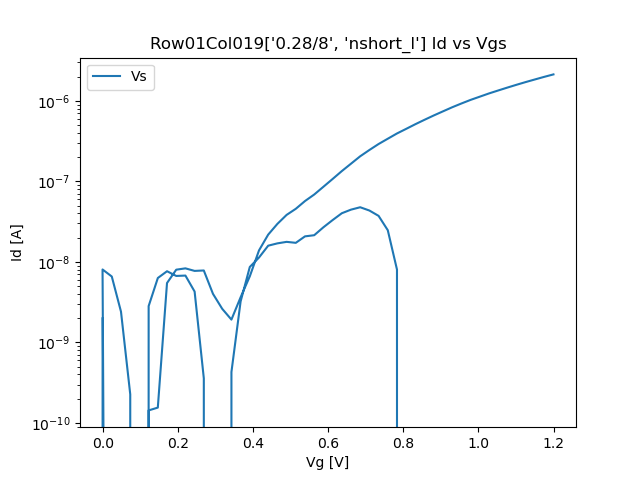 Row01Col019['0.28/8', 'nshort_l'] Id vs Vgs
Vs
10⁻⁶
10⁻⁷
10⁻⁸
10⁻⁹
10⁻¹⁰
Id [A]
0.0 0.2 0.4 0.6 0.8 1.0 1.2
Vg [V]